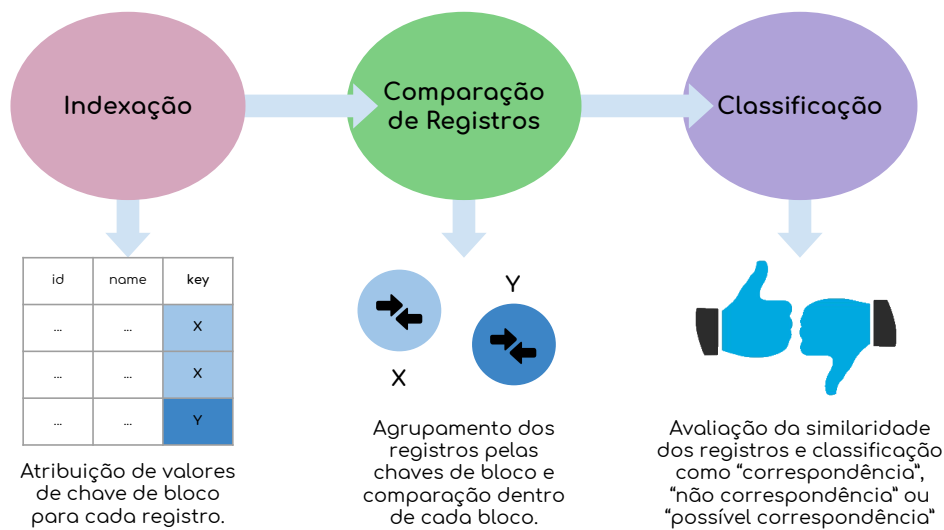 Indexação
Comparação
de Registros
Classificação
id name key
... ... X
... ... X
... ... Y
X
Y
Atribuição de valores
de chave de bloco
para cada registro.
Agrupamento dos
registros pelas
chaves de bloco e
comparação dentro
de cada bloco.
Avaliação da similaridade
dos registros e classificação
como “correspondência”,
“não correspondência” ou
“possível correspondência”